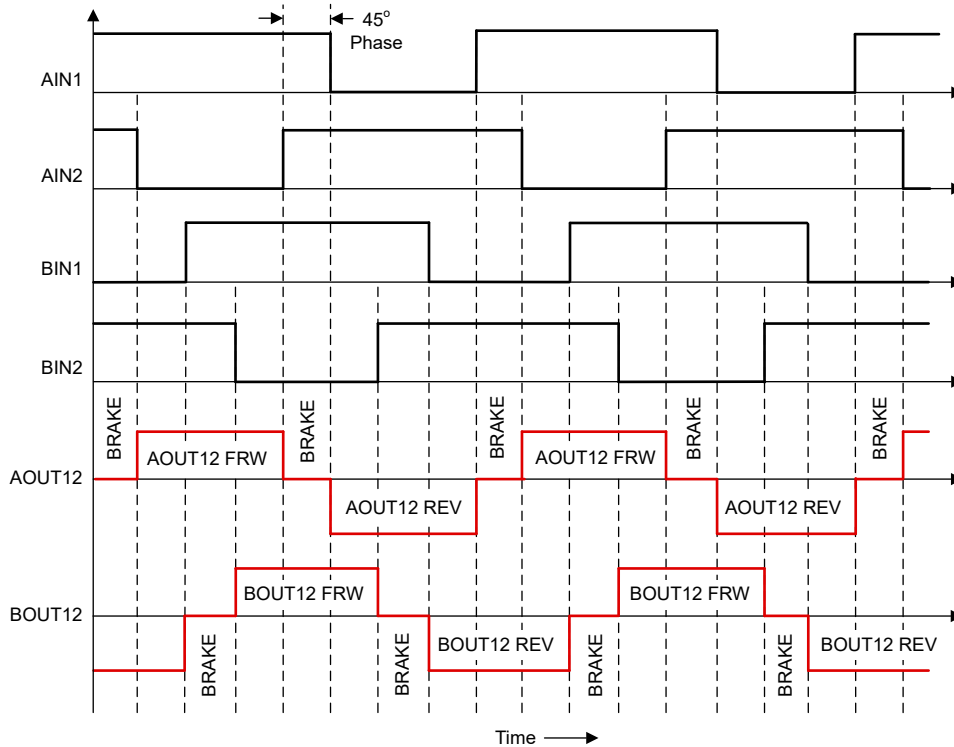 45° Phase
AIN1
AIN2
BIN1
BIN2
BRAKE
BRAKE
BRAKE
BRAKE
BRAKE
AOUT12 FRW
AOUT12 FRW
AOUT12
AOUT12 REV
AOUT12 REV
BOUT12 FRW
BOUT12 FRW
BOUT12
BRAKE
BRAKE
BOUT12 REV
BRAKE
BRAKE
BOUT12 REV
Time